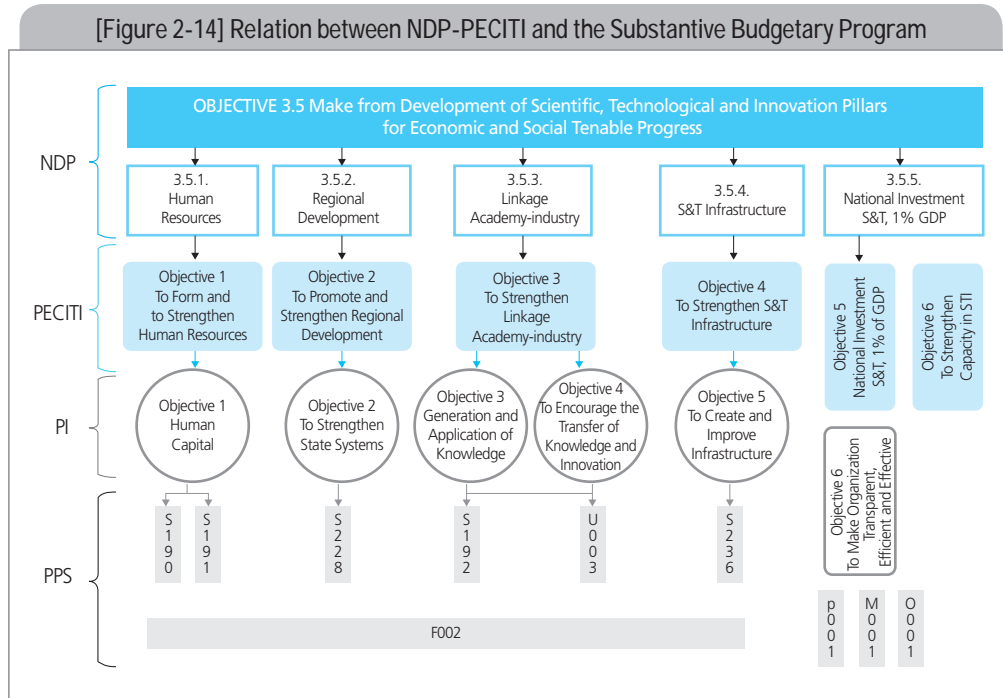 [Figure 2-14] Relation between NDP-PECITI and the Substantive Budgetary Program
OBJECTIVE 3.5 Make from Development of Scientific, Technological and Innovation Pillars
for Economic and Social Tenable Progress
NDP
3.5.1.
Human
Resources
3.5.2.
Regional
Development
3.5.3.
Linkage
Academy-industry
3.5.4.
S&T Infrastructure
3.5.5.
National Investment
S&T, 1% GDP
PECITI
Objective 1
To Form and
to Strengthen
Human Resources
Objective 2
To Promote and
Strengthen Regional
Development
Objective 3
To Strengthen
Linkage
Academy-industry
Objective 4
To Strengthen S&T
Infrastructure
Objective 5
National Investment
S&T, 1% of GDP
Objetcive 6
To Strengthen
Capacity in STI
PI
Objective 1
Human
Capital
Objective 2
To Strengthen
State Systems
Objective 3
Generation and
Application of
Knowledge
Objective 4
To Encourage the
Transfer of
Knowledge and
Innovation
Objective 5
To Create and
Improve
Infrastructure
Objective 6
To Make Organization
Transparent,
Efficient and Effective
PPS
S190
S191
S228
S192
U003
S236
F002
p001
M001
O001